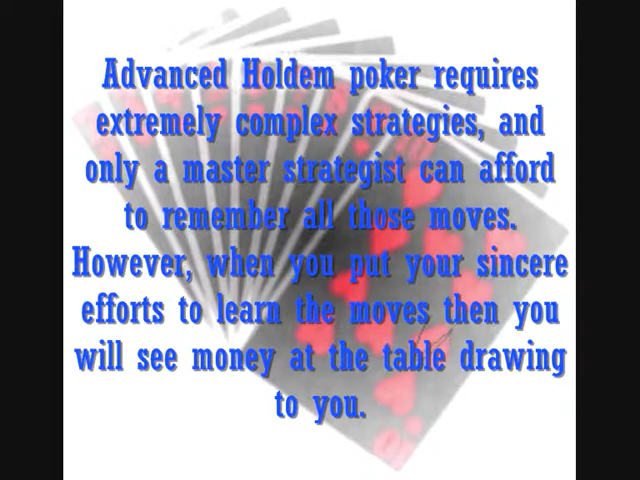 Advanced Holdem poker requires
extremely complex strategies, and
only a master strategist can afford
to remember all those moves.
However, when you put your sincere
efforts to learn the moves then you
will see money at the table drawing
to you.